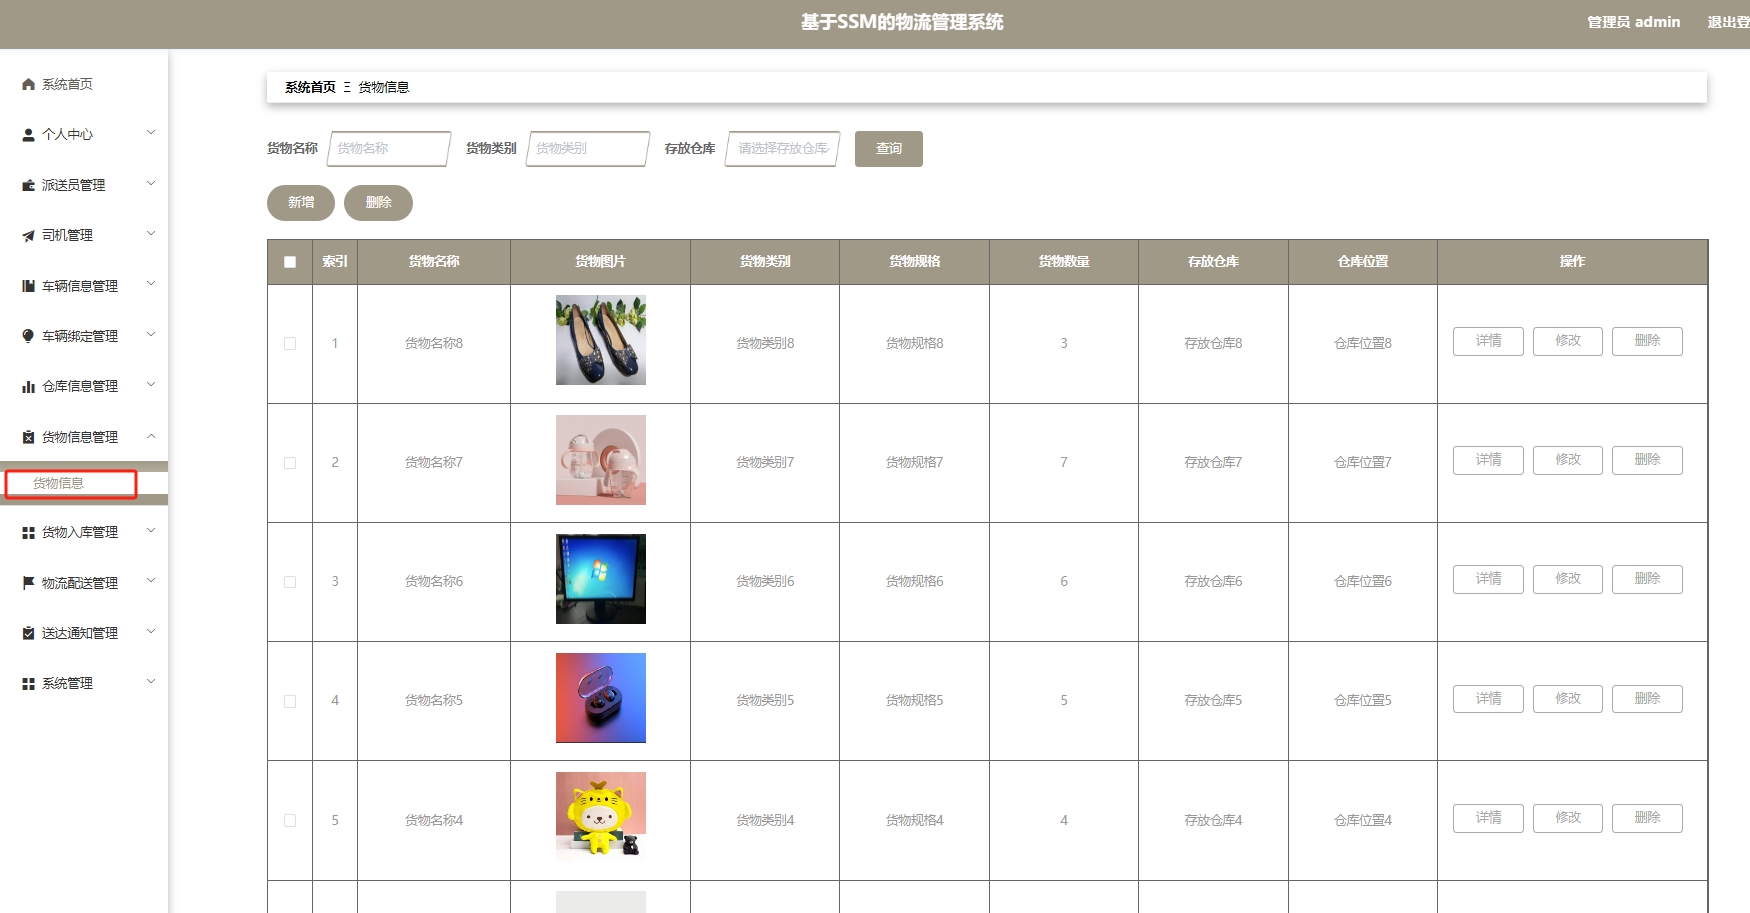 基于SSM的物流管理系统
管理员 admin
退出登
系统首页
个人中心
派送员管理
司机管理
车辆信息管理
车辆绑定管理
仓库信息管理
货物信息管理
货物信息
货物入库管理
物流配送管理
送达通知管理
系统管理
系统首页 Ξ 货物信息
货物名称 货物名称 货物类别 货物类别 存放仓库 请选择存放仓库 查询
新增 删除
索引 货物名称 货物图片 货物类别 货物规格 货物数量 存放仓库 仓库位置 操作
1 货物名称8 货物类别8 货物规格8 3 存放仓库8 仓库位置8 详情 修改 删除
2 货物名称7 货物类别7 货物规格7 7 存放仓库7 仓库位置7 详情 修改 删除
3 货物名称6 货物类别6 货物规格6 6 存放仓库6 仓库位置6 详情 修改 删除
4 货物名称5 货物类别5 货物规格5 5 存放仓库5 仓库位置5 详情 修改 删除
5 货物名称4 货物类别4 货物规格4 4 存放仓库4 仓库位置4 详情 修改 删除